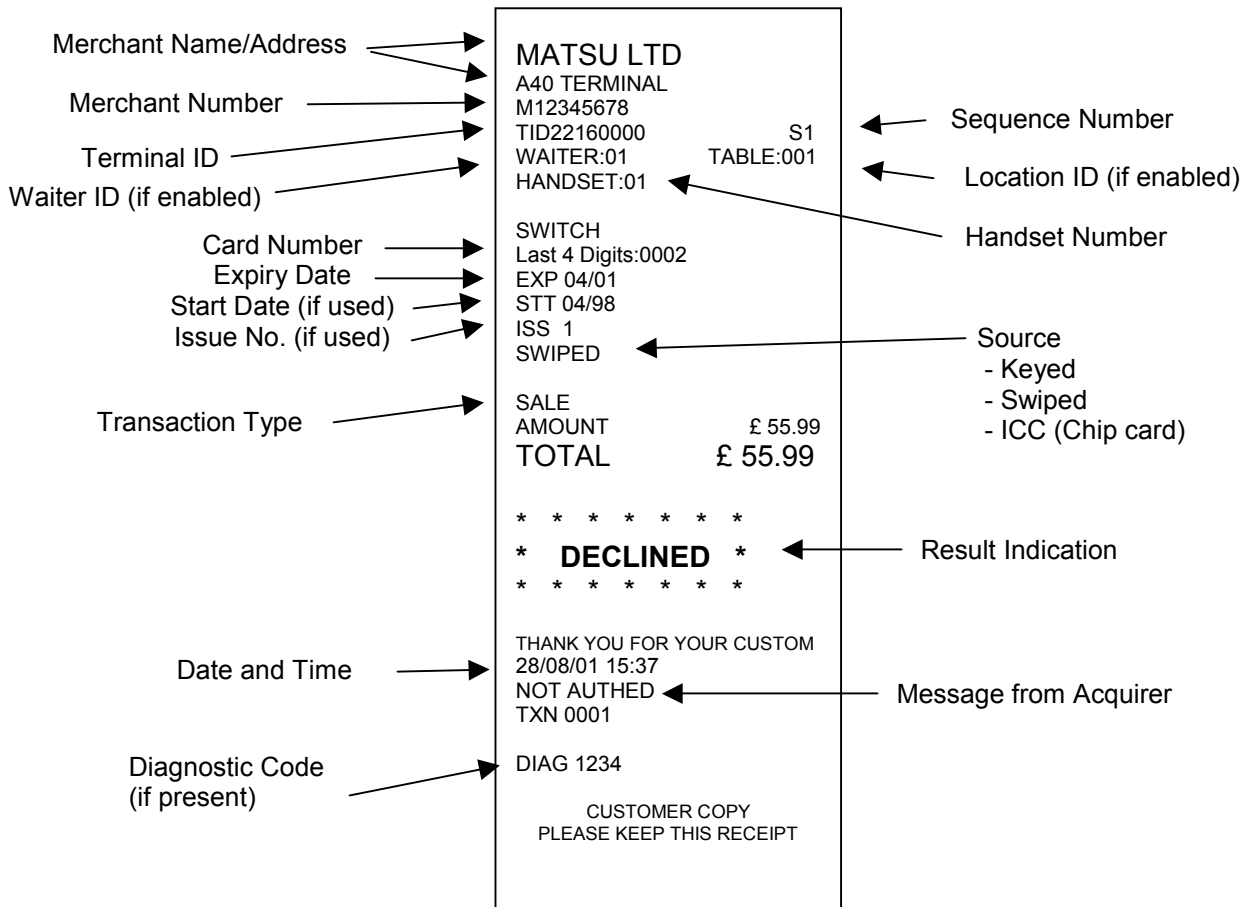 Merchant Name/Address
Merchant Number
Terminal ID
Waiter ID (if enabled)
Card Number
Expiry Date
Start Date (if used)
Issue No. (if used)
Transaction Type
Date and Time
Diagnostic Code
(if present)
MATSU LTD
A40 TERMINAL
M12345678
TID22160000 S1
WAITER:01 TABLE:001
HANDSET:01
SWITCH
Last 4 Digits:0002
EXP 04/01
STT 04/98
ISS 1
SWIPED
SALE
AMOUNT £ 55.99
TOTAL £ 55.99
* * * * * * *
* DECLINED *
* * * * * * *
THANK YOU FOR YOUR CUSTOM
28/08/01 15:37
NOT AUTHED
TXN 0001
DIAG 1234
CUSTOMER COPY
PLEASE KEEP THIS RECEIPT
Sequence Number
Location ID (if enabled)
Handset Number
Source
- Keyed
- Swiped
- ICC (Chip card)
Result Indication
Message from Acquirer